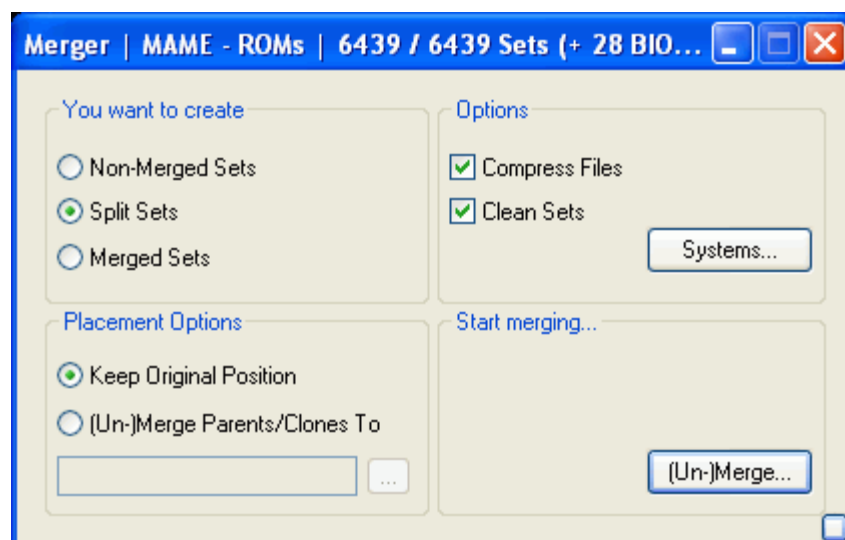 Merger | MAME - ROMs | 6439 / 6439 Sets (+ 28 BIO...
You want to create
Non-Merged Sets
Split Sets
Merged Sets
Options
Compress Files
Clean Sets
Systems...
Placement Options
Keep Original Position
(Un-)Merge Parents/Clones To
...
Start merging...
(Un-)Merge...